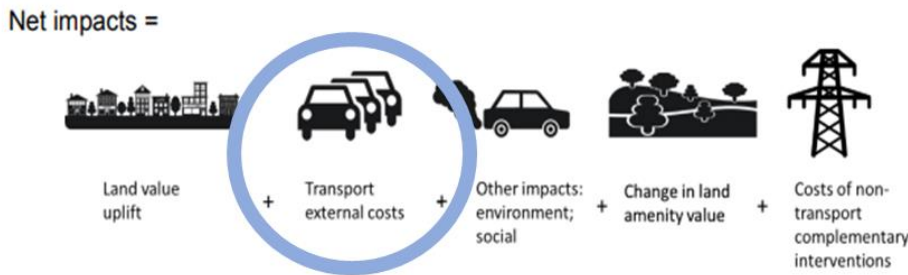 Net impacts =
Land value
uplift
+
Transport
external costs
+
Other impacts:
environment;
social
+
Change in land
amenity value
+
Costs of non-
transport
complementary
interventions